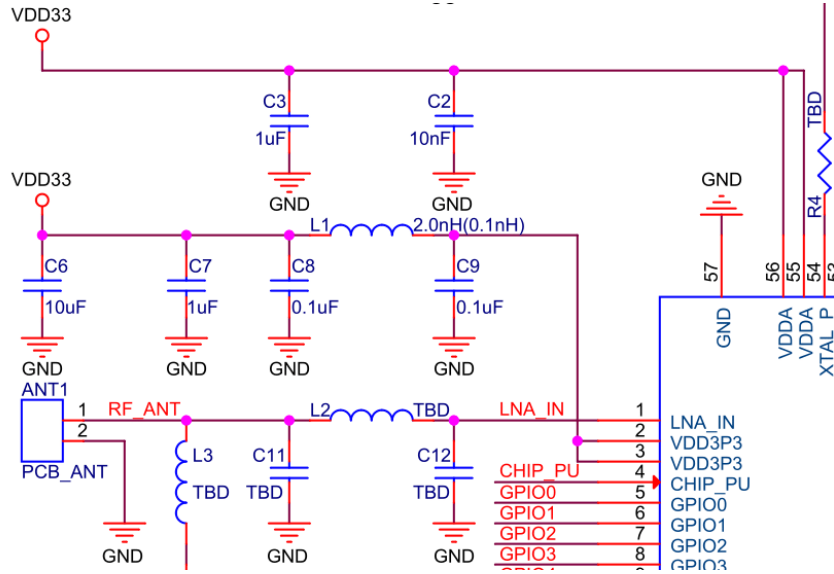 VDD33
C3
1uF
C2
10nF
GND
GND
TBD
R4
VDD33
L1
2.0nH(0.1nH)
GND
C6
10uF
C7
1uF
C8
0.1uF
C9
0.1uF
GND
GND
GND
GND
57
56
55
54
53
GND
VDDA
VDDA
XTAL_P
ANT1
1
RF_ANT
2
PCB_ANT
L2
TBD
LNA_IN
1
LNA_IN
2
VDD3P3
3
VDD3P3
L3
TBD
C11
TBD
C12
TBD
CHIP_PU
4
CHIP_PU
GPIO0
5
GPIO0
GPIO1
6
GPIO1
GPIO2
7
GPIO2
GPIO3
8
GPIO3
GND
GND
GND